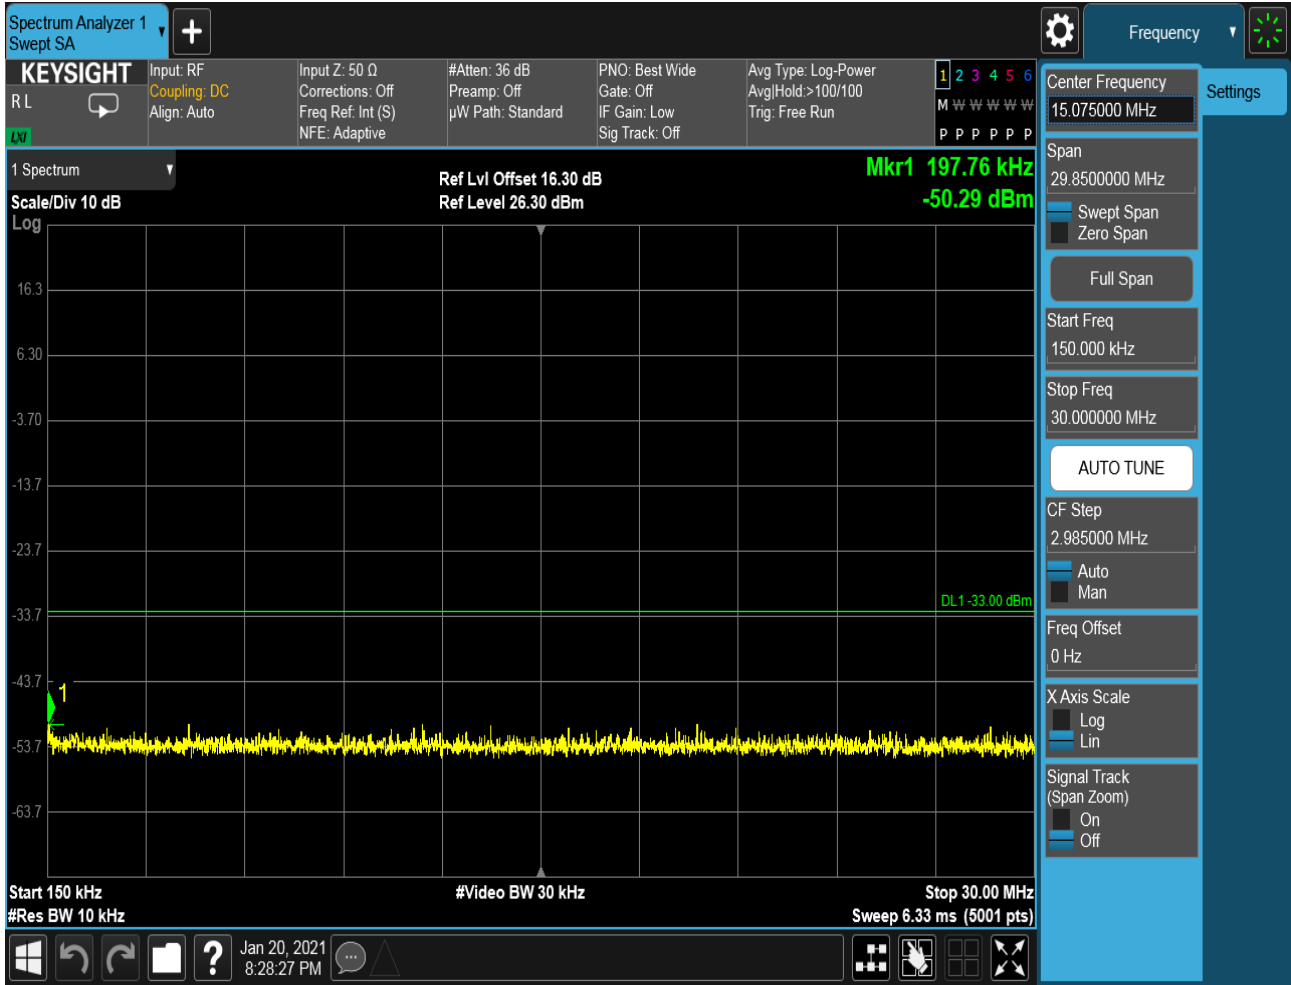 Spectrum Analyzer 1
Swept SA
Frequency
KEYSIGHT
R L
LXI
Input: RF
Coupling: DC
Align: Auto
Input Z: 50 Ω
Corrections: Off
Freq Ref: Int (S)
NFE: Adaptive
#Atten: 36 dB
Preamp: Off
µW Path: Standard
PNO: Best Wide
Gate: Off
IF Gain: Low
Sig Track: Off
Avg Type: Log-Power
Avg|Hold:>100/100
Trig: Free Run
1 2 3 4 5 6
M W W W W W
P P P P P P
1 Spectrum
Scale/Div 10 dB
Log
Ref Lvl Offset 16.30 dB
Ref Level 26.30 dBm
Mkr1 197.76 kHz
-50.29 dBm
16.3
6.30
-3.70
-13.7
-23.7
-33.7
-43.7
-53.7
-63.7
DL1 -33.00 dBm
1
Start 150 kHz
#Res BW 10 kHz
#Video BW 30 kHz
Stop 30.00 MHz
Sweep 6.33 ms (5001 pts)
Center Frequency
15.075000 MHz
Settings
Span
29.8500000 MHz
Swept Span
Zero Span
Full Span
Start Freq
150.000 kHz
Stop Freq
30.000000 MHz
AUTO TUNE
CF Step
2.985000 MHz
Auto
Man
Freq Offset
0 Hz
X Axis Scale
Log
Lin
Signal Track
(Span Zoom)
On
Off
?
Jan 20, 2021
8:28:27 PM